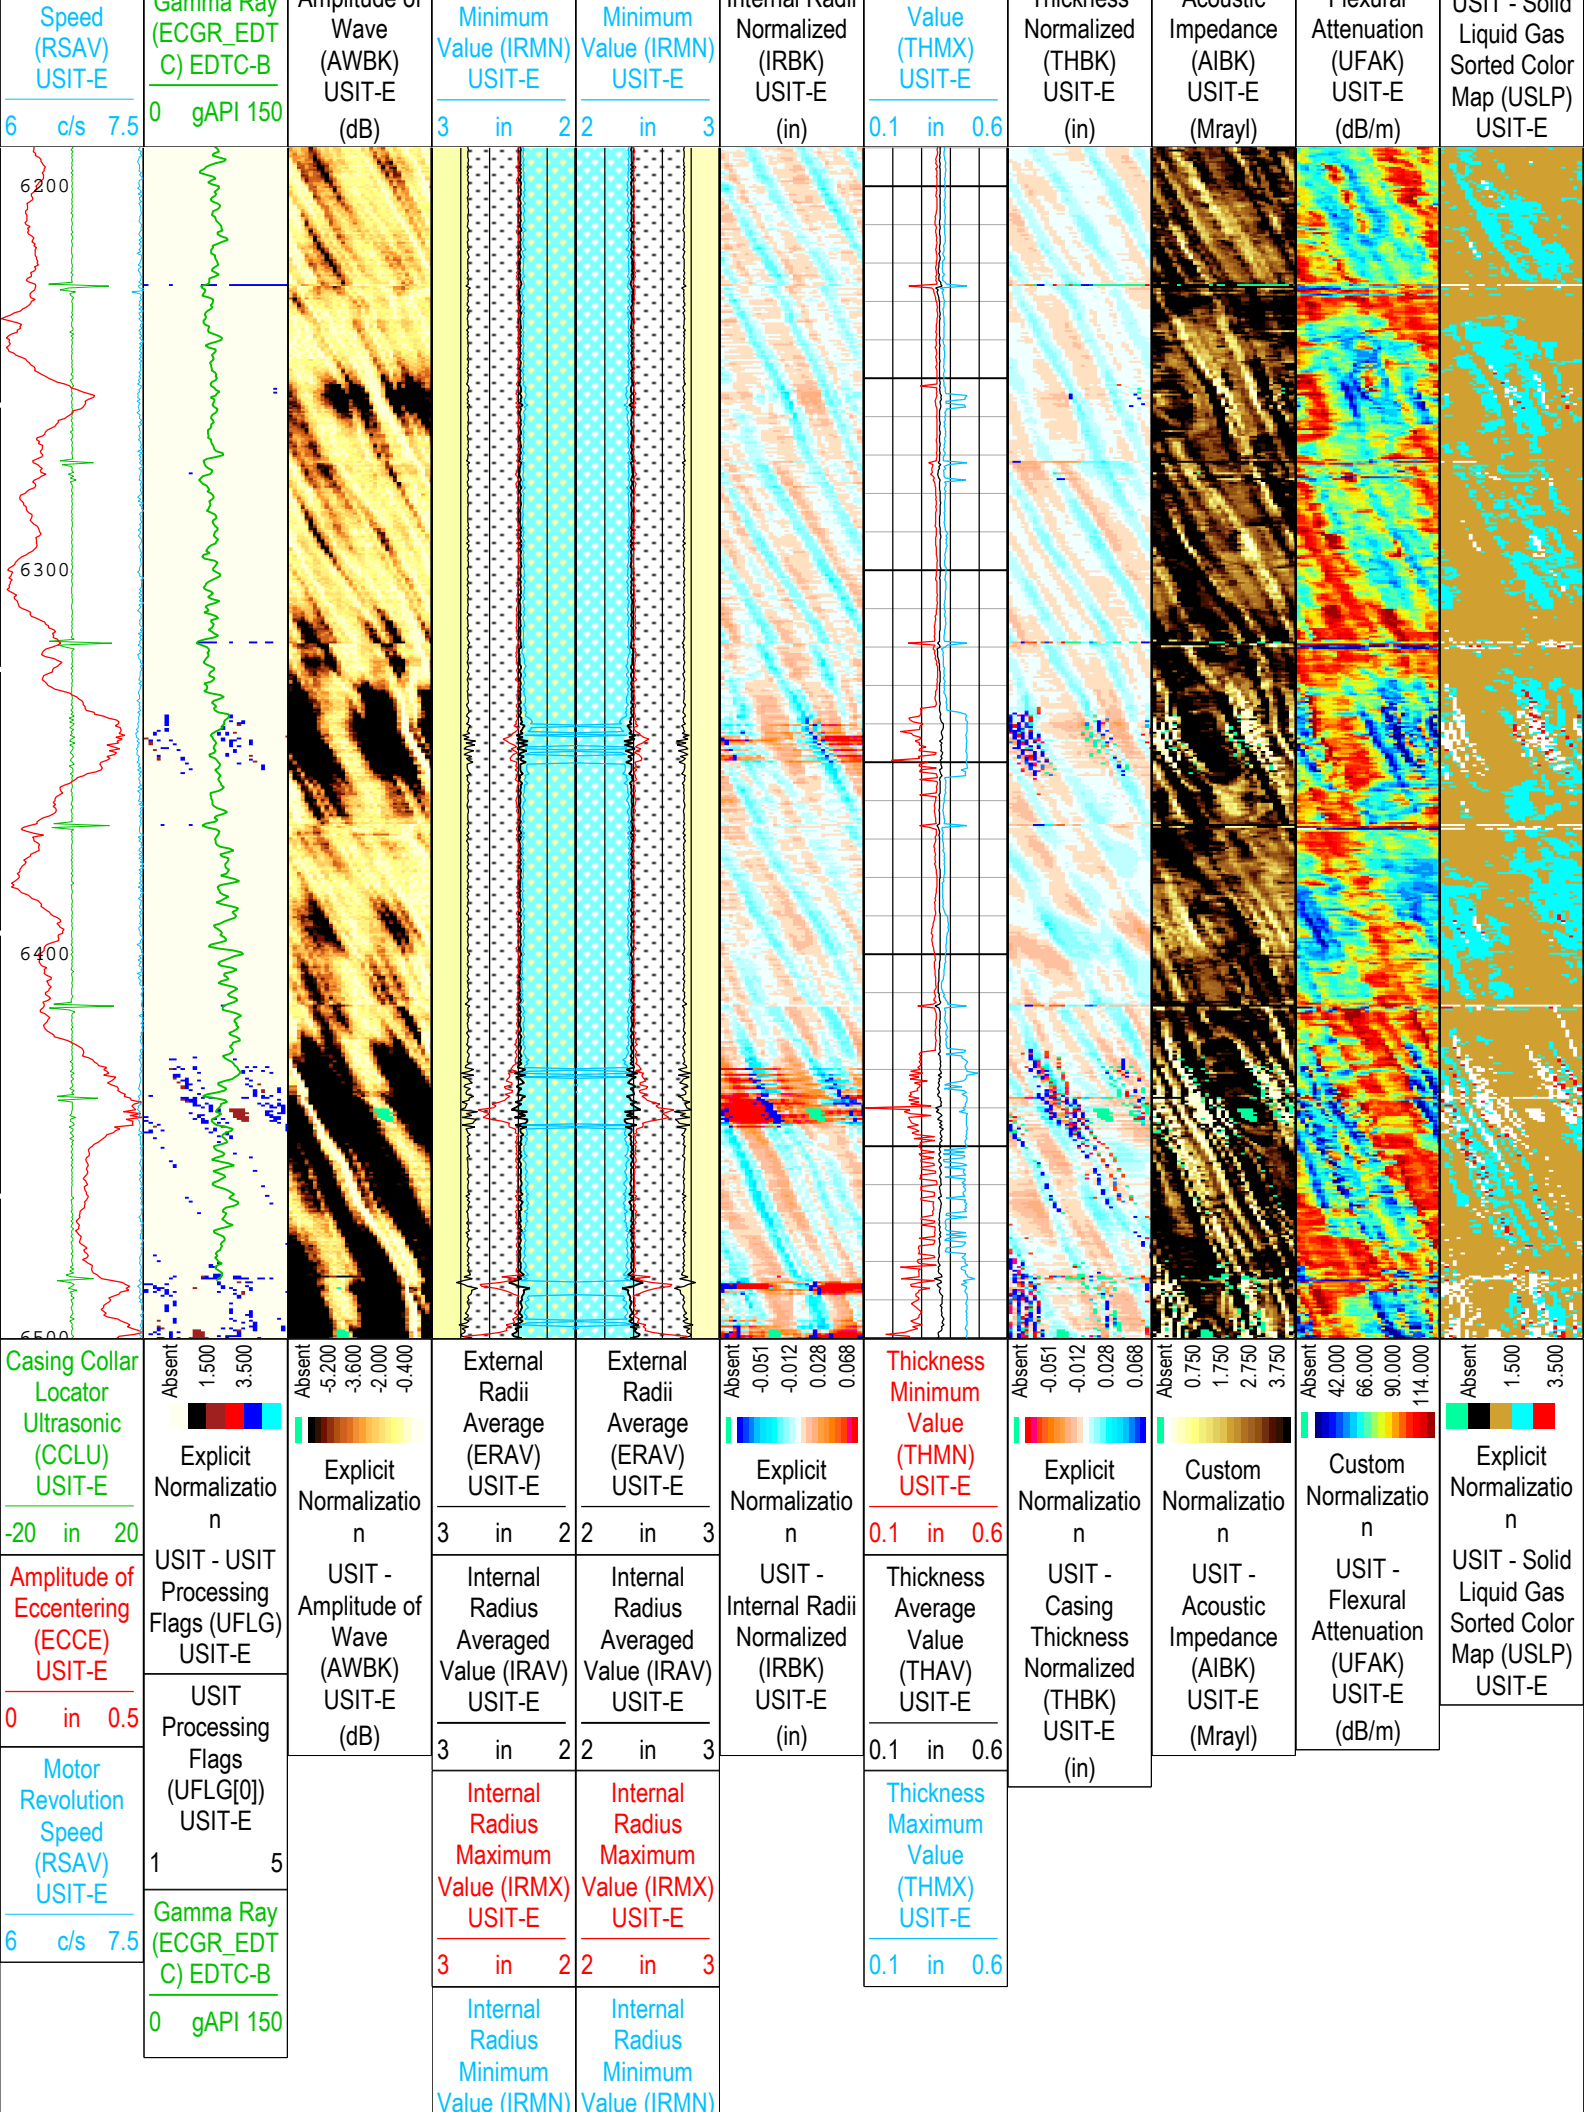 Speed
(RSAV)
USIT-E
6 c/s 7.5
Gamma Ray
(ECGR_EDT
C) EDTC-B
0 gAPI 150
Amplitude of
Wave
(AWBK)
USIT-E
(dB)
Minimum
Value (IRMN)
USIT-E
3 in 2
Minimum
Value (IRMN)
USIT-E
2 in 3
Internal Radii
Normalized
(IRBK)
USIT-E
(in)
Value
(THMX)
USIT-E
0.1 in 0.6
Thickness
Normalized
(THBK)
USIT-E
(in)
Acoustic
Impedance
(AIBK)
USIT-E
(Mrayl)
Flexural
Attenuation
(UFAK)
USIT-E
(dB/m)
USIT - Solid
Liquid Gas
Sorted Color
Map (USLP)
USIT-E
6200
6300
6400
6500
Casing Collar
Locator
Ultrasonic
(CCLU)
USIT-E
-20 in 20
Amplitude of
Eccentering
(ECCE)
USIT-E
0 in 0.5
Motor
Revolution
Speed
(RSAV)
USIT-E
6 c/s 7.5
Absent
1.500
3.500
Explicit
Normalizatio
n
USIT - USIT
Processing
Flags (UFLG)
USIT-E
USIT
Processing
Flags
(UFLG[0])
USIT-E
1 5
Gamma Ray
(ECGR_EDT
C) EDTC-B
0 gAPI 150
Absent
-5.200
-3.600
-2.000
-0.400
Explicit
Normalizatio
n
USIT -
Amplitude of
Wave
(AWBK)
USIT-E
(dB)
External
Radii
Average
(ERAV)
USIT-E
3 in 2
Internal
Radius
Averaged
Value (IRAV)
USIT-E
3 in 2
Internal
Radius
Maximum
Value (IRMX)
USIT-E
3 in 2
Internal
Radius
Minimum
Value (IRMN)
External
Radii
Average
(ERAV)
USIT-E
2 in 3
Internal
Radius
Averaged
Value (IRAV)
USIT-E
2 in 3
Internal
Radius
Maximum
Value (IRMX)
USIT-E
2 in 3
Internal
Radius
Minimum
Value (IRMN)
Absent
-0.051
-0.012
0.028
0.068
Explicit
Normalizatio
n
USIT -
Internal Radii
Normalized
(IRBK)
USIT-E
(in)
Thickness
Minimum
Value
(THMN)
USIT-E
0.1 in 0.6
Thickness
Average
Value
(THAV)
USIT-E
0.1 in 0.6
Thickness
Maximum
Value
(THMX)
USIT-E
0.1 in 0.6
Absent
-0.051
-0.012
0.028
0.068
Explicit
Normalizatio
n
USIT -
Casing
Thickness
Normalized
(THBK)
USIT-E
(in)
Absent
0.750
1.750
2.750
3.750
Custom
Normalizatio
n
USIT -
Acoustic
Impedance
(AIBK)
USIT-E
(Mrayl)
Absent
42.000
66.000
90.000
114.000
Custom
Normalizatio
n
USIT -
Flexural
Attenuation
(UFAK)
USIT-E
(dB/m)
Absent
1.500
3.500
Explicit
Normalizatio
n
USIT - Solid
Liquid Gas
Sorted Color
Map (USLP)
USIT-E